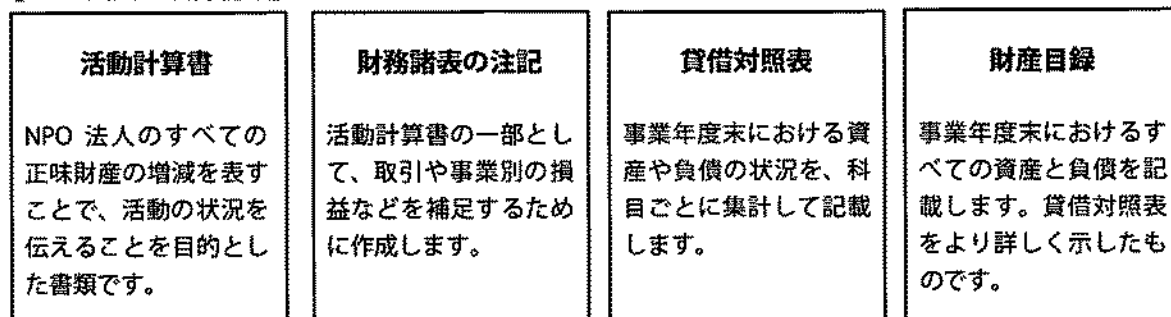 活動計算書
NPO 法人のすべての
正味財産の増減を表す
ことで、活動の状況を
伝えることを目的とし
た書類です。
財務諸表の注記
活動計算書の一部とし
て、取引や事業別の損
益などを補足するため
に作成します。
貸借対照表
事業年度末における資
産や負債の状況を、科
目ごとに集計して記載
します。
財産目録
事業年度末におけるす
べての資産と負債を記
載します。貸借対照表
をより詳しく示したも
のです。